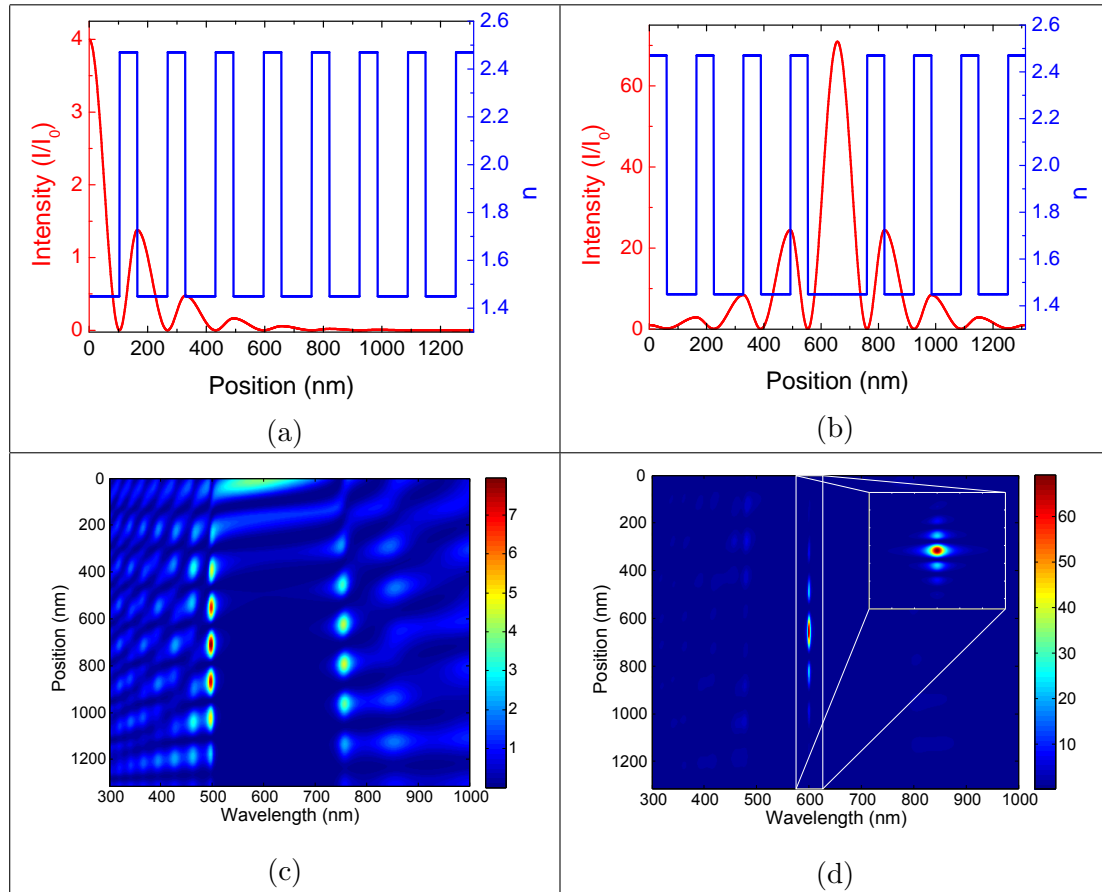 4
3
2
1
0
Intensity (I/I0)
2.6
2.4
2.2
2.0
1.8
1.6
1.4
n
0 200 400 600 800 1000 1200
Position (nm)
(a)
60
40
20
0
Intensity (I/I0)
2.6
2.4
2.2
2.0
1.8
1.6
1.4
n
0 200 400 600 800 1000 1200
Position (nm)
(b)
0
200
400
600
800
1000
1200
Position (nm)
300 400 500 600 700 800 900 1000
Wavelength (nm)
7
6
5
4
3
2
1
(c)
0
200
400
600
800
1000
1200
Position (nm)
300 400 500 600 700 800 900 1000
Wavelength (nm)
60
50
40
30
20
10
(d)